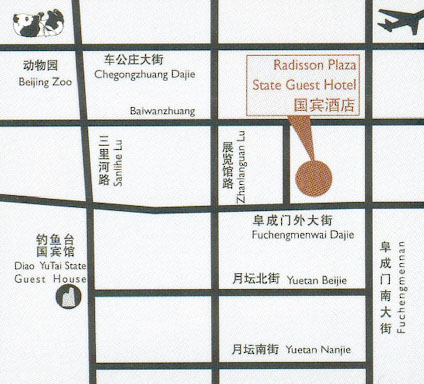 动物园
Beijing Zoo
车公庄大街
Chegongzhuang Dajie
Radisson Plaza
State Guest Hotel
国宾酒店
Baiwanzhuang
三里河路
Sanlihe Lu
展览馆路
Zhanlanguan Lu
阜成门外大街
Fuchengmenwai Dajie
钓鱼台
国宾馆
Diao YuTai State
Guest House
月坛北街 Yuetan Beijie
阜成门南大街
Fuchengmennan
月坛南街 Yuetan Nanjie